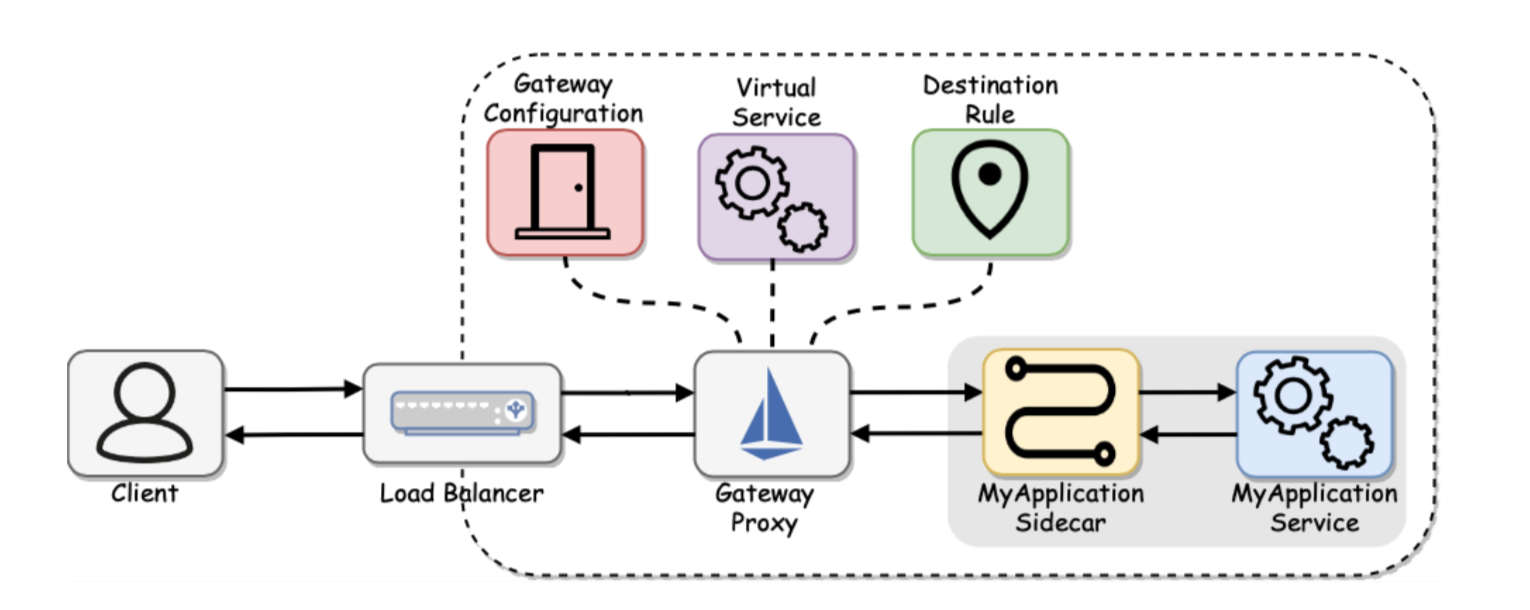 Gateway
Configuration
Virtual
Service
Destination
Rule
Client
Load Balancer
Gateway
Proxy
MyApplication
Sidecar
MyApplication
Service